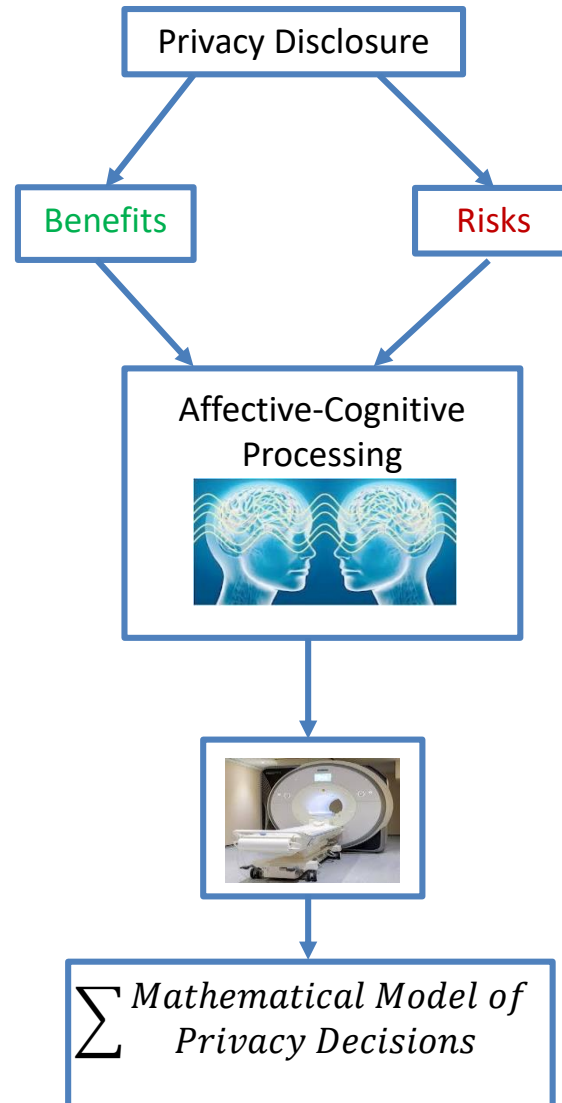 Privacy Disclosure
Benefits
Risks
Affective-Cognitive
Processing
∑ Mathematical Model of
Privacy Decisions